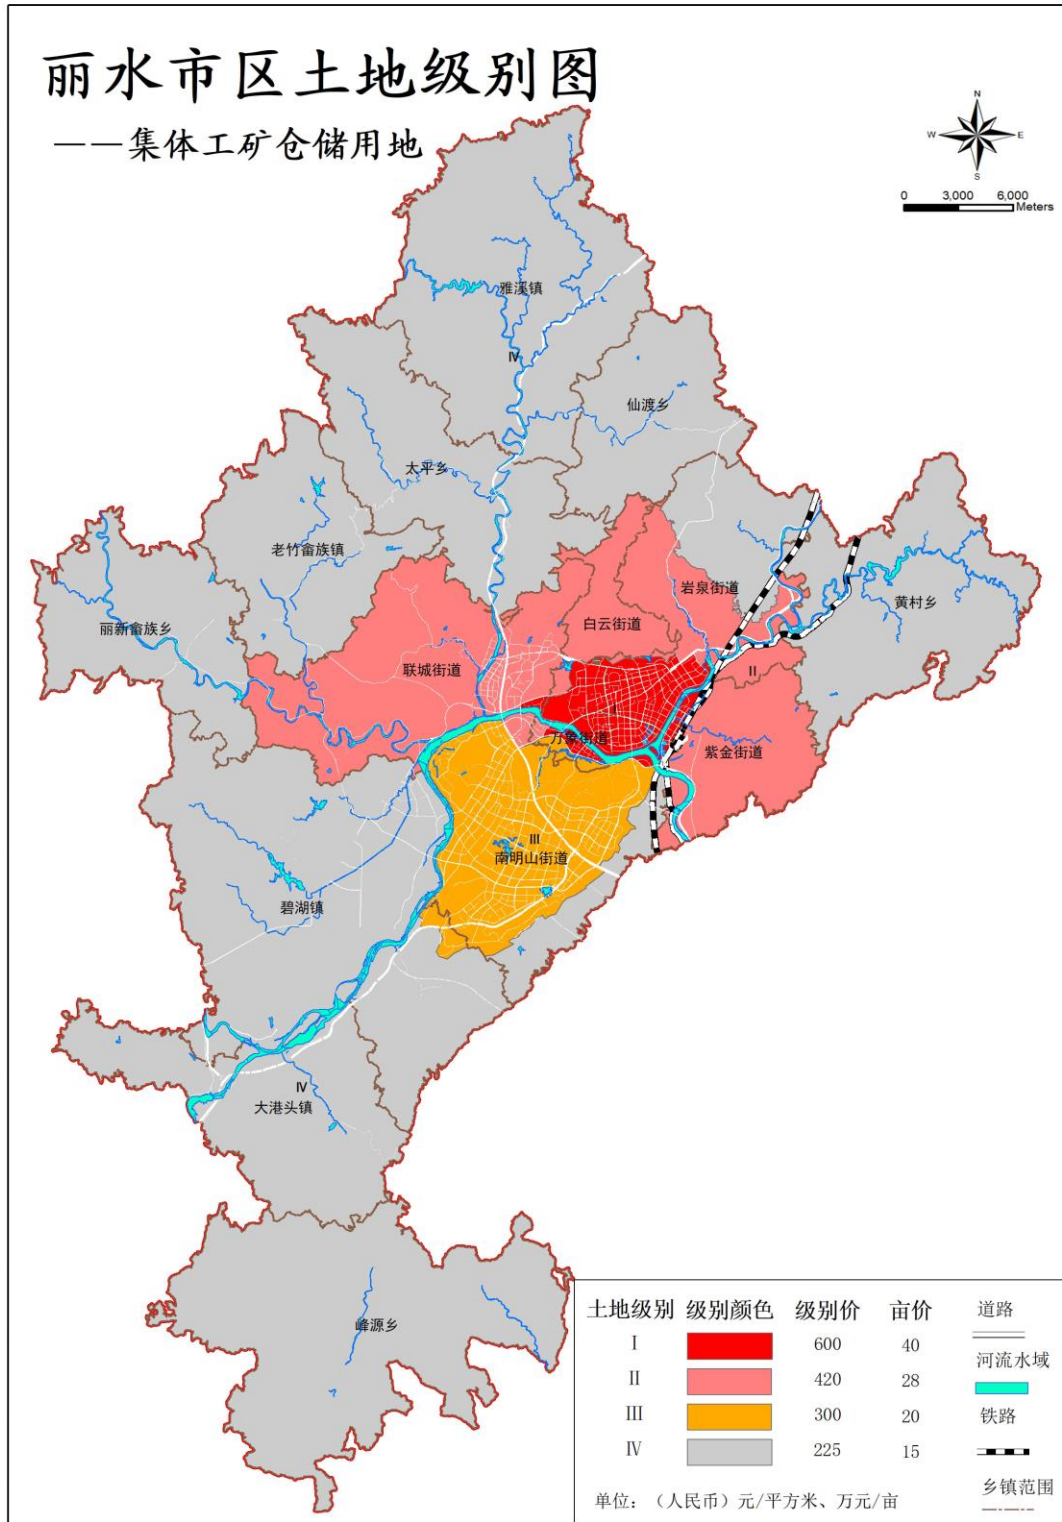 丽水市区土地级别图
——集体工矿仓储用地
N
W E
S
0 3,000 6,000
Meters
雅溪镇
IV
仙渡乡
太平乡
老竹畲族镇
岩泉街道
黄村乡
白云街道
丽新畲族乡
联城街道
II
I
万象街道
紫金街道
III
南明山街道
碧湖镇
IV
大港头镇
峰源乡
土地级别 级别颜色 级别价 亩价 道路
I 600 40
河流水域
II 420 28
III 300 20 铁路
IV 225 15
乡镇范围
单位：（人民币）元/平方米、万元/亩